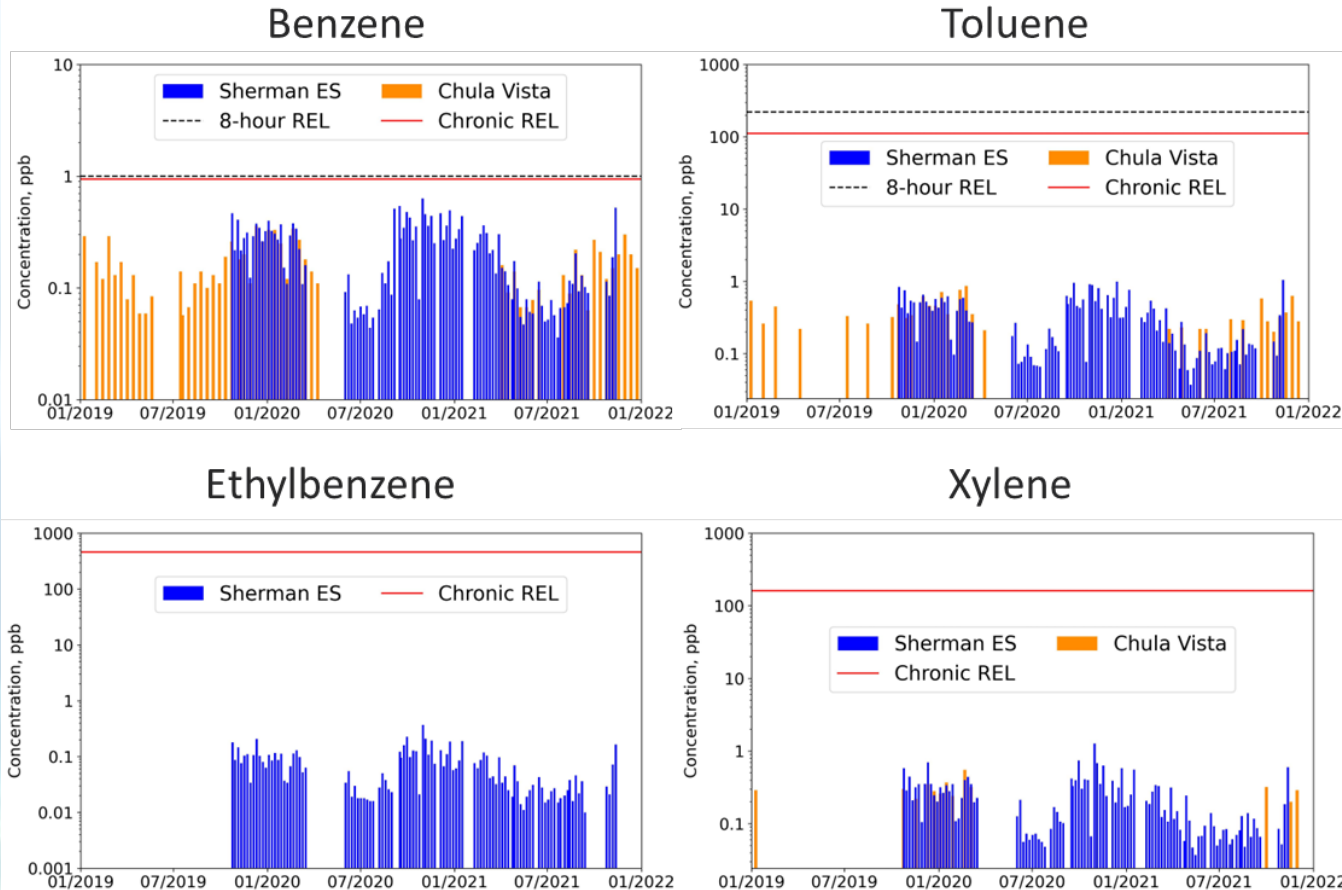 Benzene
Toluene
10
1
0.1
0.01
Concentration, ppb
Sherman ES Chula Vista
8-hour REL Chronic REL
01/2019 07/2019 01/2020 07/2020 01/2021 07/2021 01/2022
1000
100
10
1
0.1
Concentration, ppb
Sherman ES Chula Vista
8-hour REL Chronic REL
01/2019 07/2019 01/2020 07/2020 01/2021 07/2021 01/2022
Ethylbenzene
Xylene
1000
100
10
1
0.1
0.01
0.001
Concentration, ppb
Sherman ES Chronic REL
01/2019 07/2019 01/2020 07/2020 01/2021 07/2021 01/2022
1000
100
10
1
0.1
Concentration, ppb
Sherman ES Chula Vista
Chronic REL
01/2019 07/2019 01/2020 07/2020 01/2021 07/2021 01/2022